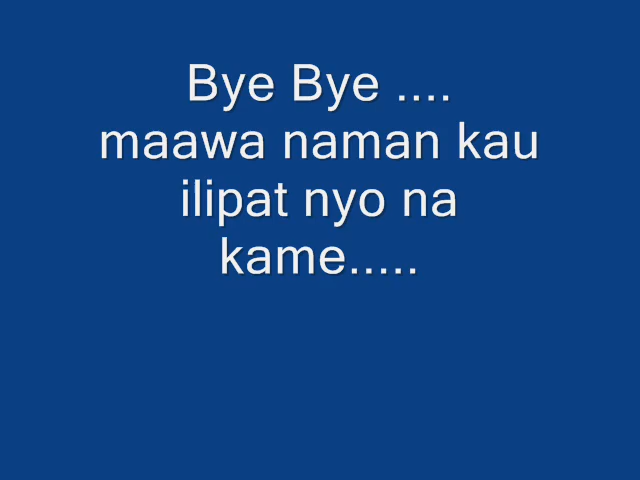 Bye Bye ....
maawa naman kau
ilipat nyo na
kame.....